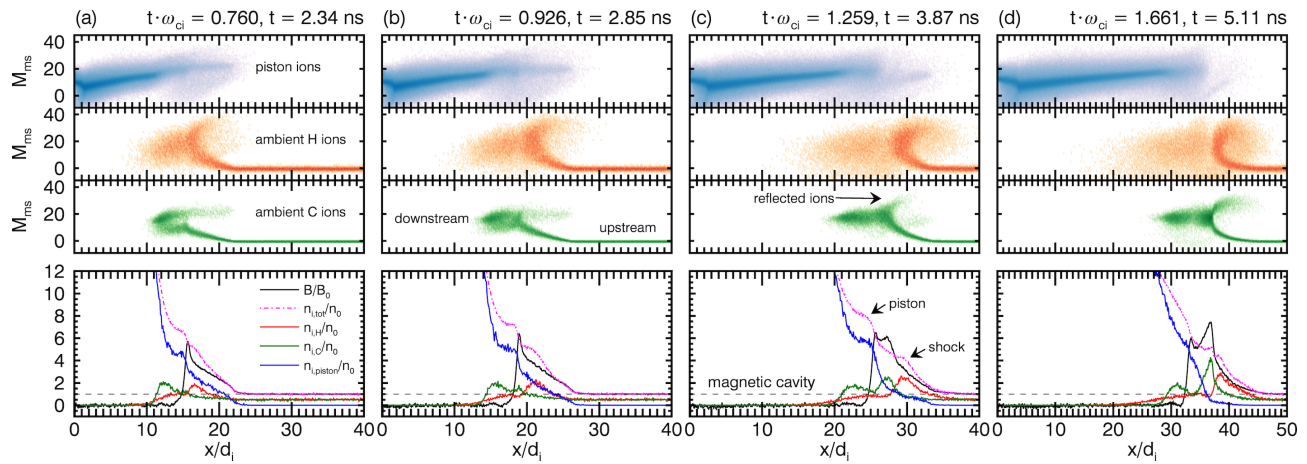 (a) t·ω_ci = 0.760, t = 2.34 ns
(b) t·ω_ci = 0.926, t = 2.85 ns
(c) t·ω_ci = 1.259, t = 3.87 ns
(d) t·ω_ci = 1.661, t = 5.11 ns
M_ms
40
20
0
piston ions
M_ms
40
20
0
ambient H ions
M_ms
40
20
0
ambient C ions
downstream
upstream
reflected ions
12
10
8
6
4
2
0
B/B_0
n_i,tot/n_0
n_i,H/n_0
n_i,C/n_0
n_i,piston/n_0
magnetic cavity
piston
shock
0 10 20 30 40
0 10 20 30 40
0 10 20 30 40
0 10 20 30 40 50
x/d_i
x/d_i
x/d_i
x/d_i